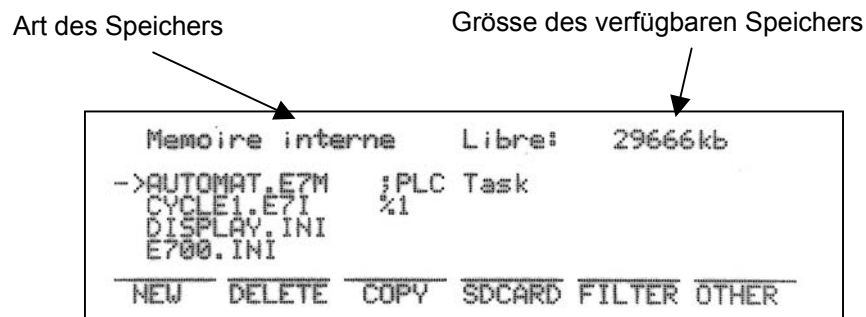 Art des Speichers
Grösse des verfügbaren Speichers
Memoire interne Libre: 29666kb
->AUTOMAT.E7M ;PLC Task
CYCLE1.E7I %1
DISPLAY.INI
E700.INI
NEW DELETE COPY SDCARD FILTER OTHER